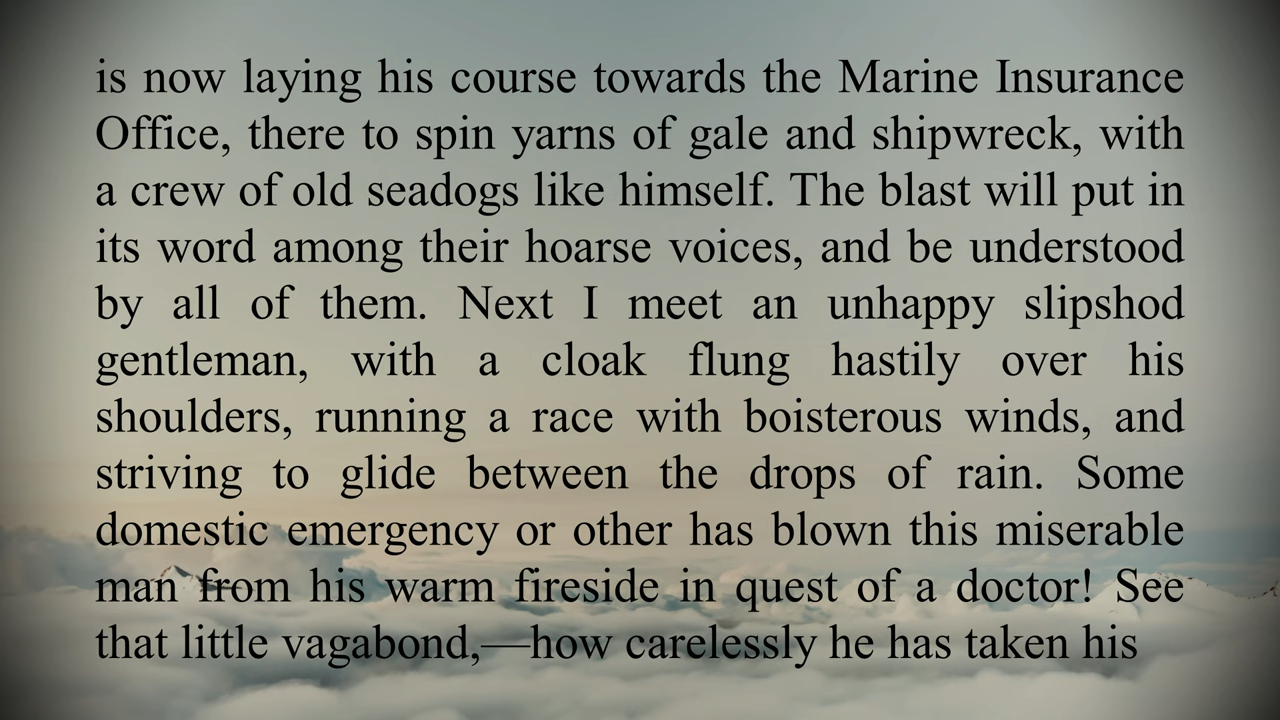 is now laying his course towards the Marine Insurance
Office, there to spin yarns of gale and shipwreck, with
a crew of old seadogs like himself. The blast will put in
its word among their hoarse voices, and be understood
by all of them. Next I meet an unhappy slipshod
gentleman, with a cloak flung hastily over his
shoulders, running a race with boisterous winds, and
striving to glide between the drops of rain. Some
domestic emergency or other has blown this miserable
man from his warm fireside in quest of a doctor! See
that little vagabond,—how carelessly he has taken his